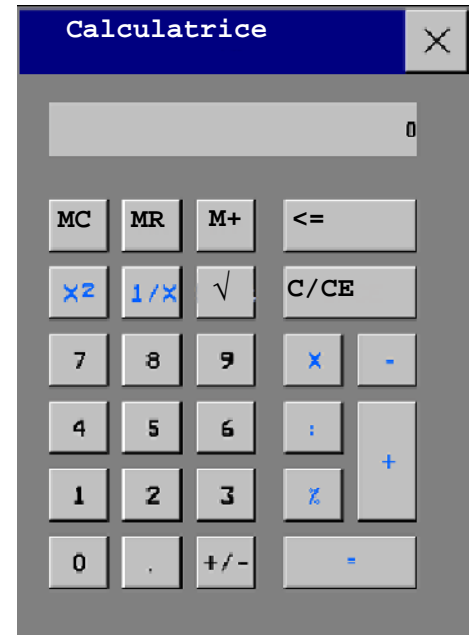 Calculatrice
0
MC MR M+ <=
X2 1/X √ C/CE
7 8 9 X -
4 5 6 : +
1 2 3 %
0 . +/- =